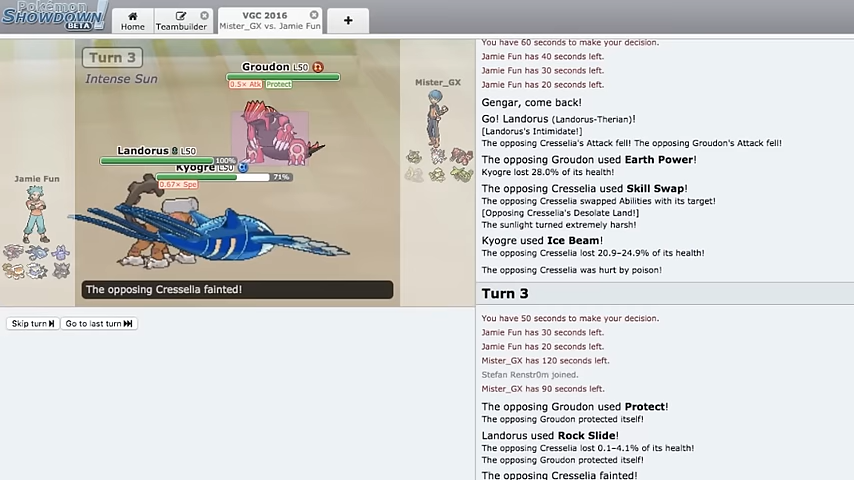 Pokémon
SHOWDOWN
BETA
Home
Teambuilder
VGC 2016
Mister_GX vs. Jamie Fun
+
Turn 3
Intense Sun
Groudon L50
0.5× Atk Protect
Mister_GX
Landorus L50
100%
Kyogre L50
71%
0.67× Spe
Jamie Fun
The opposing Cresselia fainted!
Skip turn
Go to last turn
You have 60 seconds to make your decision.
Jamie Fun has 40 seconds left.
Jamie Fun has 30 seconds left.
Jamie Fun has 20 seconds left.
Gengar, come back!
Go! Landorus (Landorus-Therian)!
[Landorus's Intimidate!]
The opposing Cresselia's Attack fell! The opposing Groudon's Attack fell!
The opposing Groudon used Earth Power!
Kyogre lost 28.0% of its health!
The opposing Cresselia used Skill Swap!
The opposing Cresselia swapped Abilities with its target!
[Opposing Cresselia's Desolate Land!]
The sunlight turned extremely harsh!
Kyogre used Ice Beam!
The opposing Cresselia lost 20.9–24.9% of its health!
The opposing Cresselia was hurt by poison!
Turn 3
You have 50 seconds to make your decision.
Jamie Fun has 30 seconds left.
Jamie Fun has 20 seconds left.
Mister_GX has 120 seconds left.
Stefan Renstr0m joined.
Mister_GX has 90 seconds left.
The opposing Groudon used Protect!
The opposing Groudon protected itself!
Landorus used Rock Slide!
The opposing Cresselia lost 0.1–4.1% of its health!
The opposing Groudon protected itself!
The opposing Cresselia fainted!